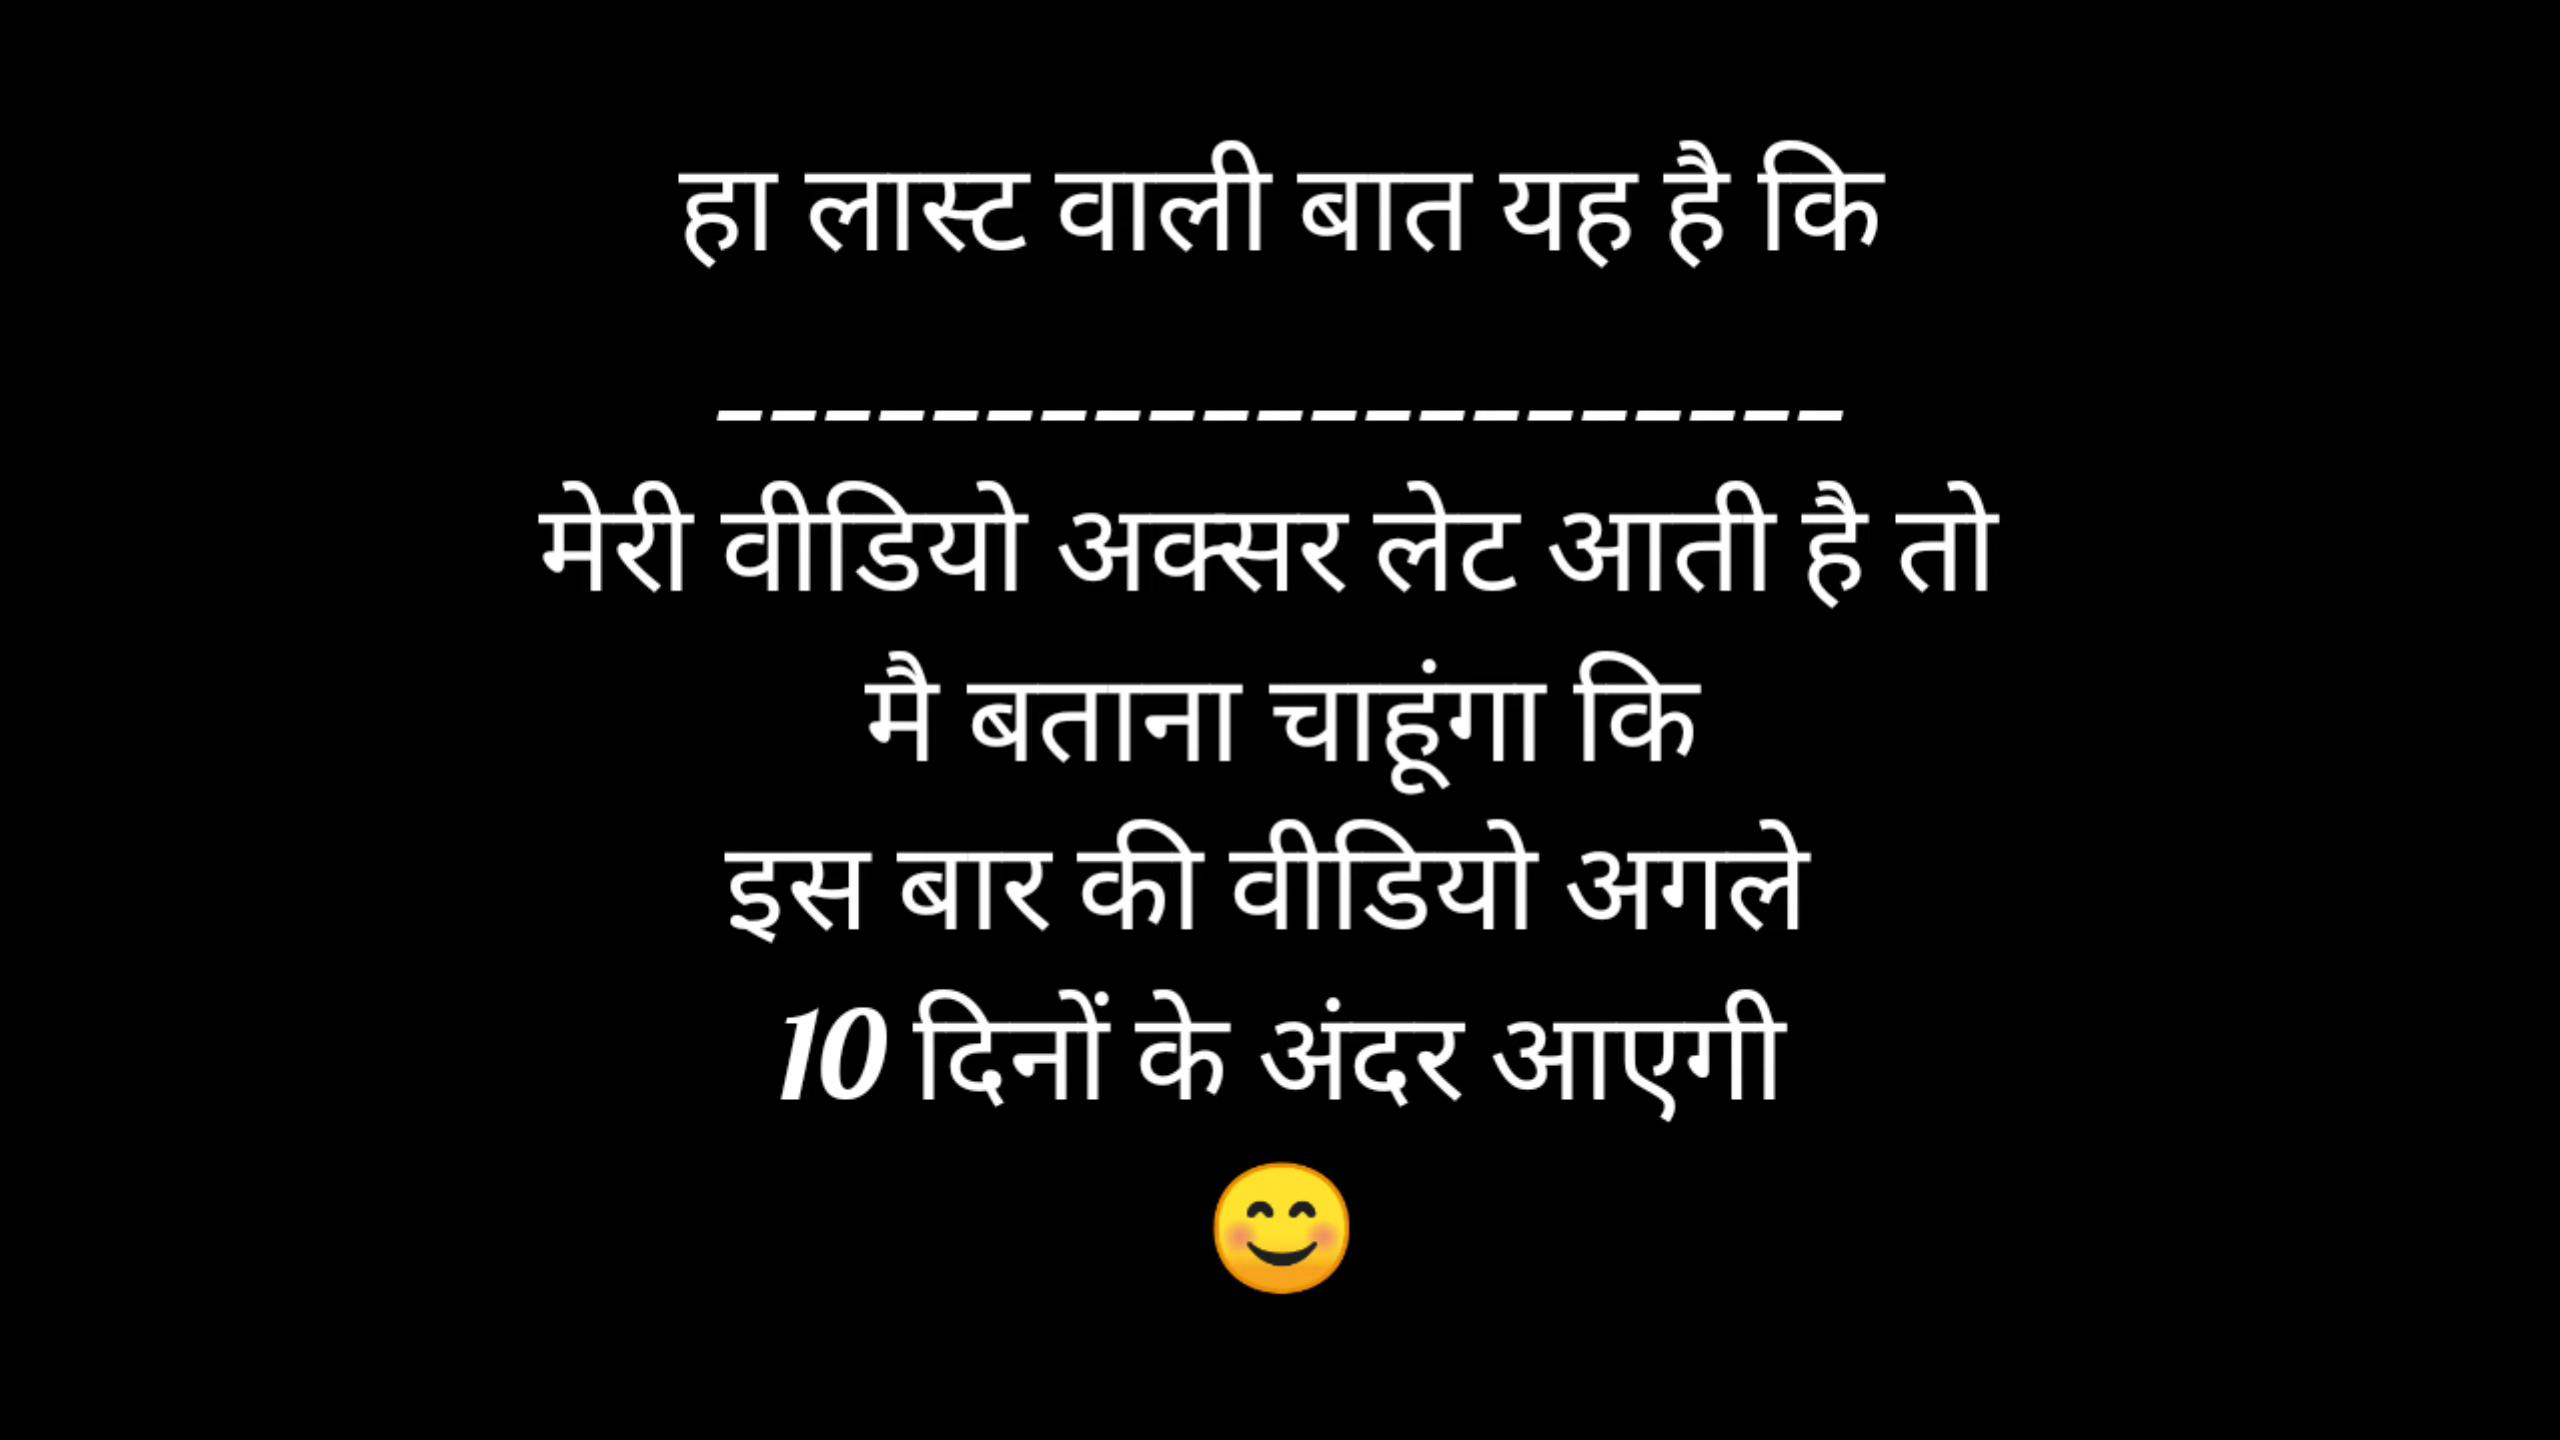 हा लास्ट वाली बात यह है कि
---------------------
मेरी वीडियो अक्सर लेट आती है तो
मै बताना चाहूंगा कि
इस बार की वीडियो अगले
10 दिनों के अंदर आएगी
😊